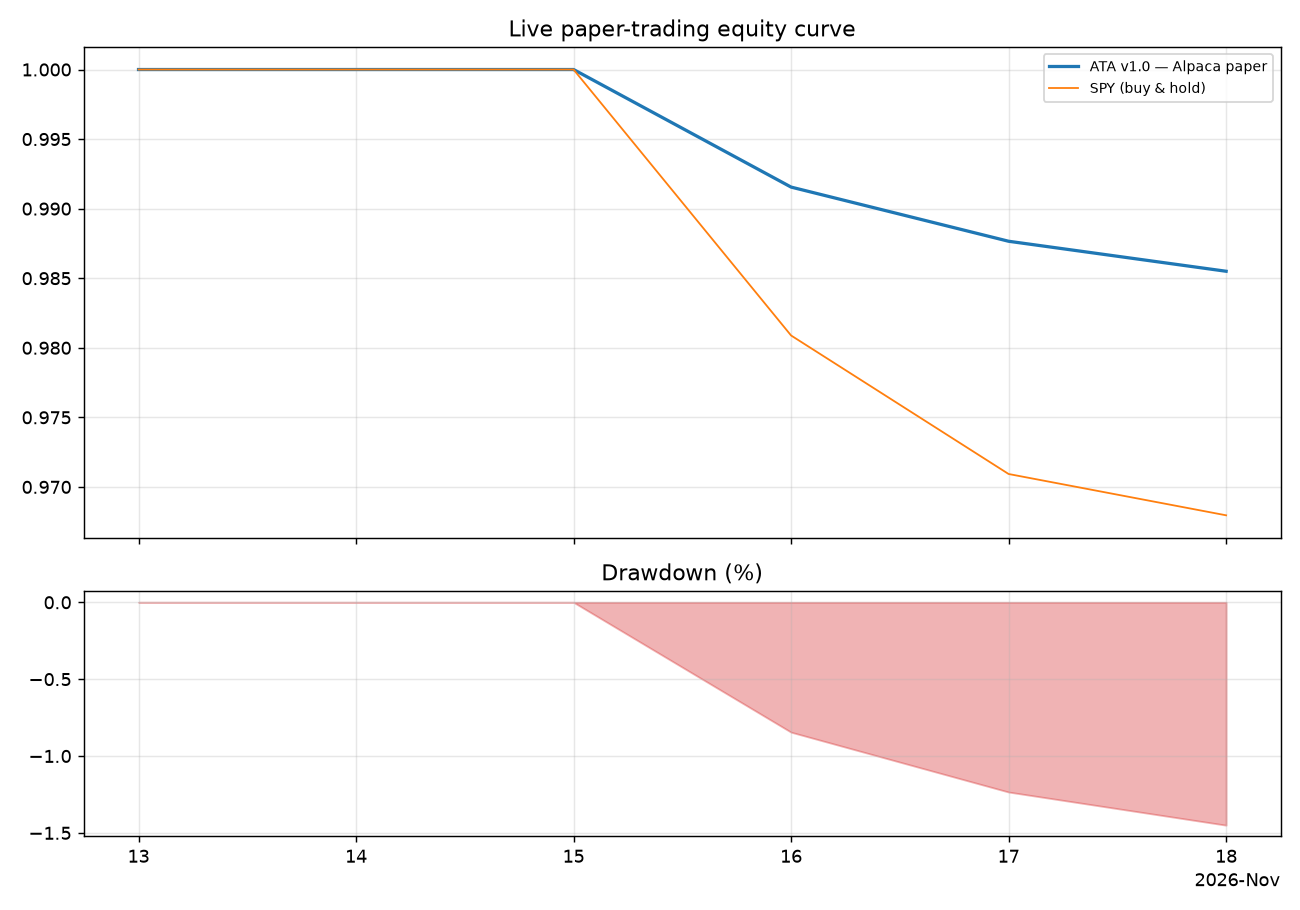 Live paper-trading equity curve
ATA v1.0 — Alpaca paper
SPY (buy & hold)
1.000
0.995
0.990
0.985
0.980
0.975
0.970
Drawdown (%)
0.0
−0.5
−1.0
−1.5
13 14 15 16 17 18
2026-Nov